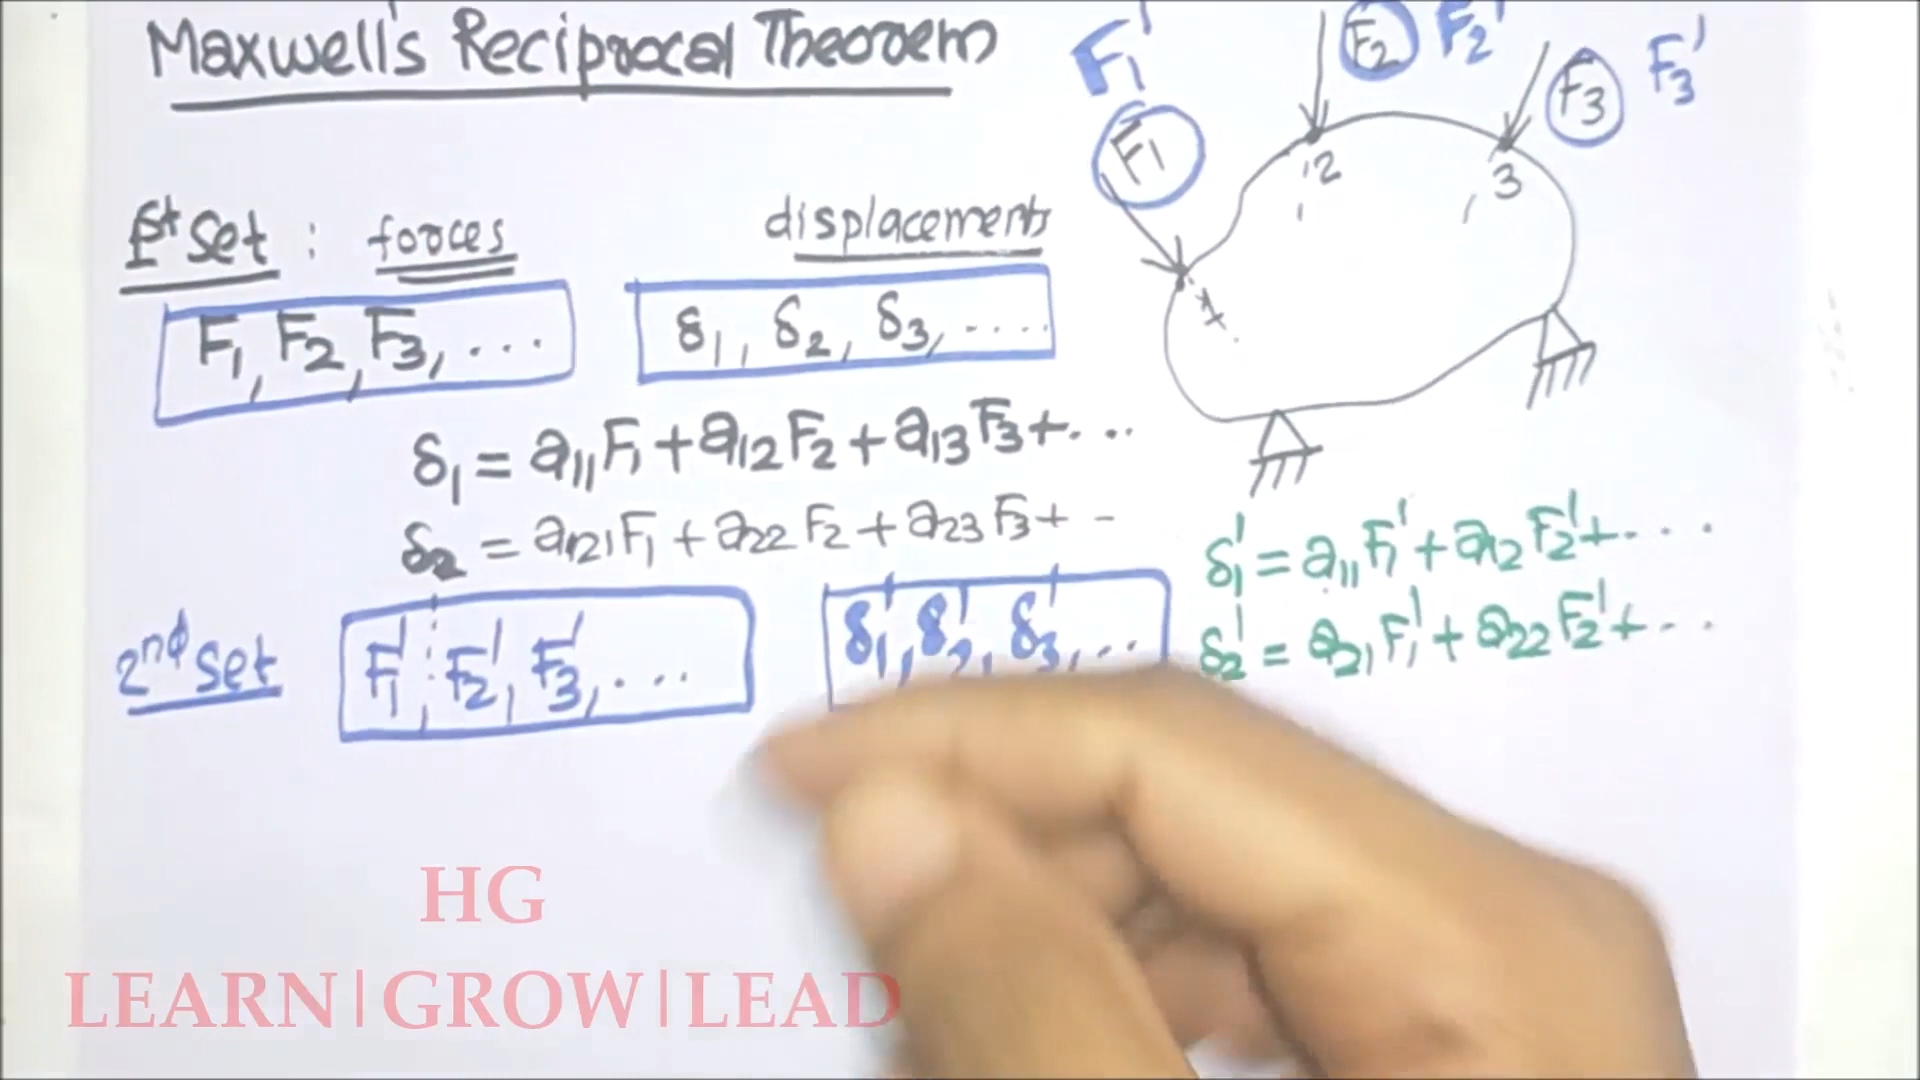 Maxwell's Reciprocal Theorem
F1' F2 F2' F3 F3'
F1
2 3
1
1st Set : forces displacements
F1, F2, F3, ... δ1, δ2, δ3, ....
δ1 = a11F1 + a12F2 + a13F3 + ...
δ2 = a21F1 + a22F2 + a23F3 + --
2nd Set F1', F2', F3', ... δ1', δ2', δ3', ...
δ1' = a11F1' + a12F2' + ....
δ2' = a21F1' + a22F2' + ...
HG
LEARN|GROW|LEAD